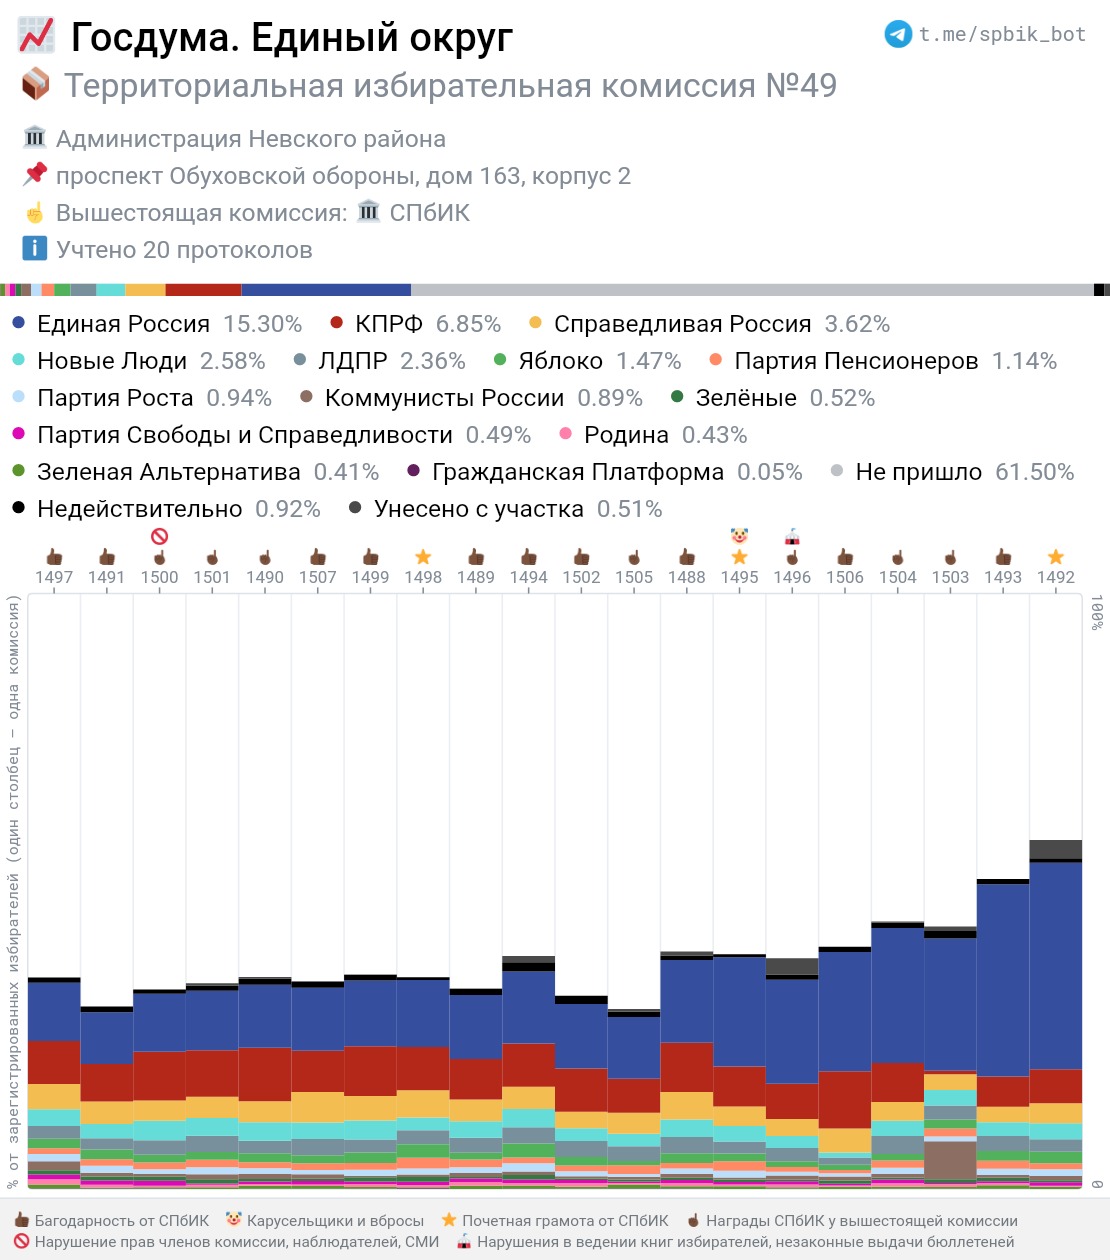 Госдума. Единый округ
t.me/spbik_bot
Территориальная избирательная комиссия №49
Администрация Невского района
проспект Обуховской обороны, дом 163, корпус 2
Вышестоящая комиссия: СПбИК
Учтено 20 протоколов
Единая Россия 15.30% КПРФ 6.85% Справедливая Россия 3.62%
Новые Люди 2.58% ЛДПР 2.36% Яблоко 1.47% Партия Пенсионеров 1.14%
Партия Роста 0.94% Коммунисты России 0.89% Зелёные 0.52%
Партия Свободы и Справедливости 0.49% Родина 0.43%
Зеленая Альтернатива 0.41% Гражданская Платформа 0.05% Не пришло 61.50%
Недействительно 0.92% Унесено с участка 0.51%
1497 1491 1500 1501 1490 1507 1499 1498 1489 1494 1502 1505 1488 1495 1496 1506 1504 1503 1493 1492
% от зарегистрированных избирателей (один столбец – одна комиссия)
100%
0
Багодарность от СПбИК Карусельщики и вбросы Почетная грамота от СПбИК Награды СПбИК у вышестоящей комиссии
Нарушение прав членов комиссии, наблюдателей, СМИ Нарушения в ведении книг избирателей, незаконные выдачи бюллетеней